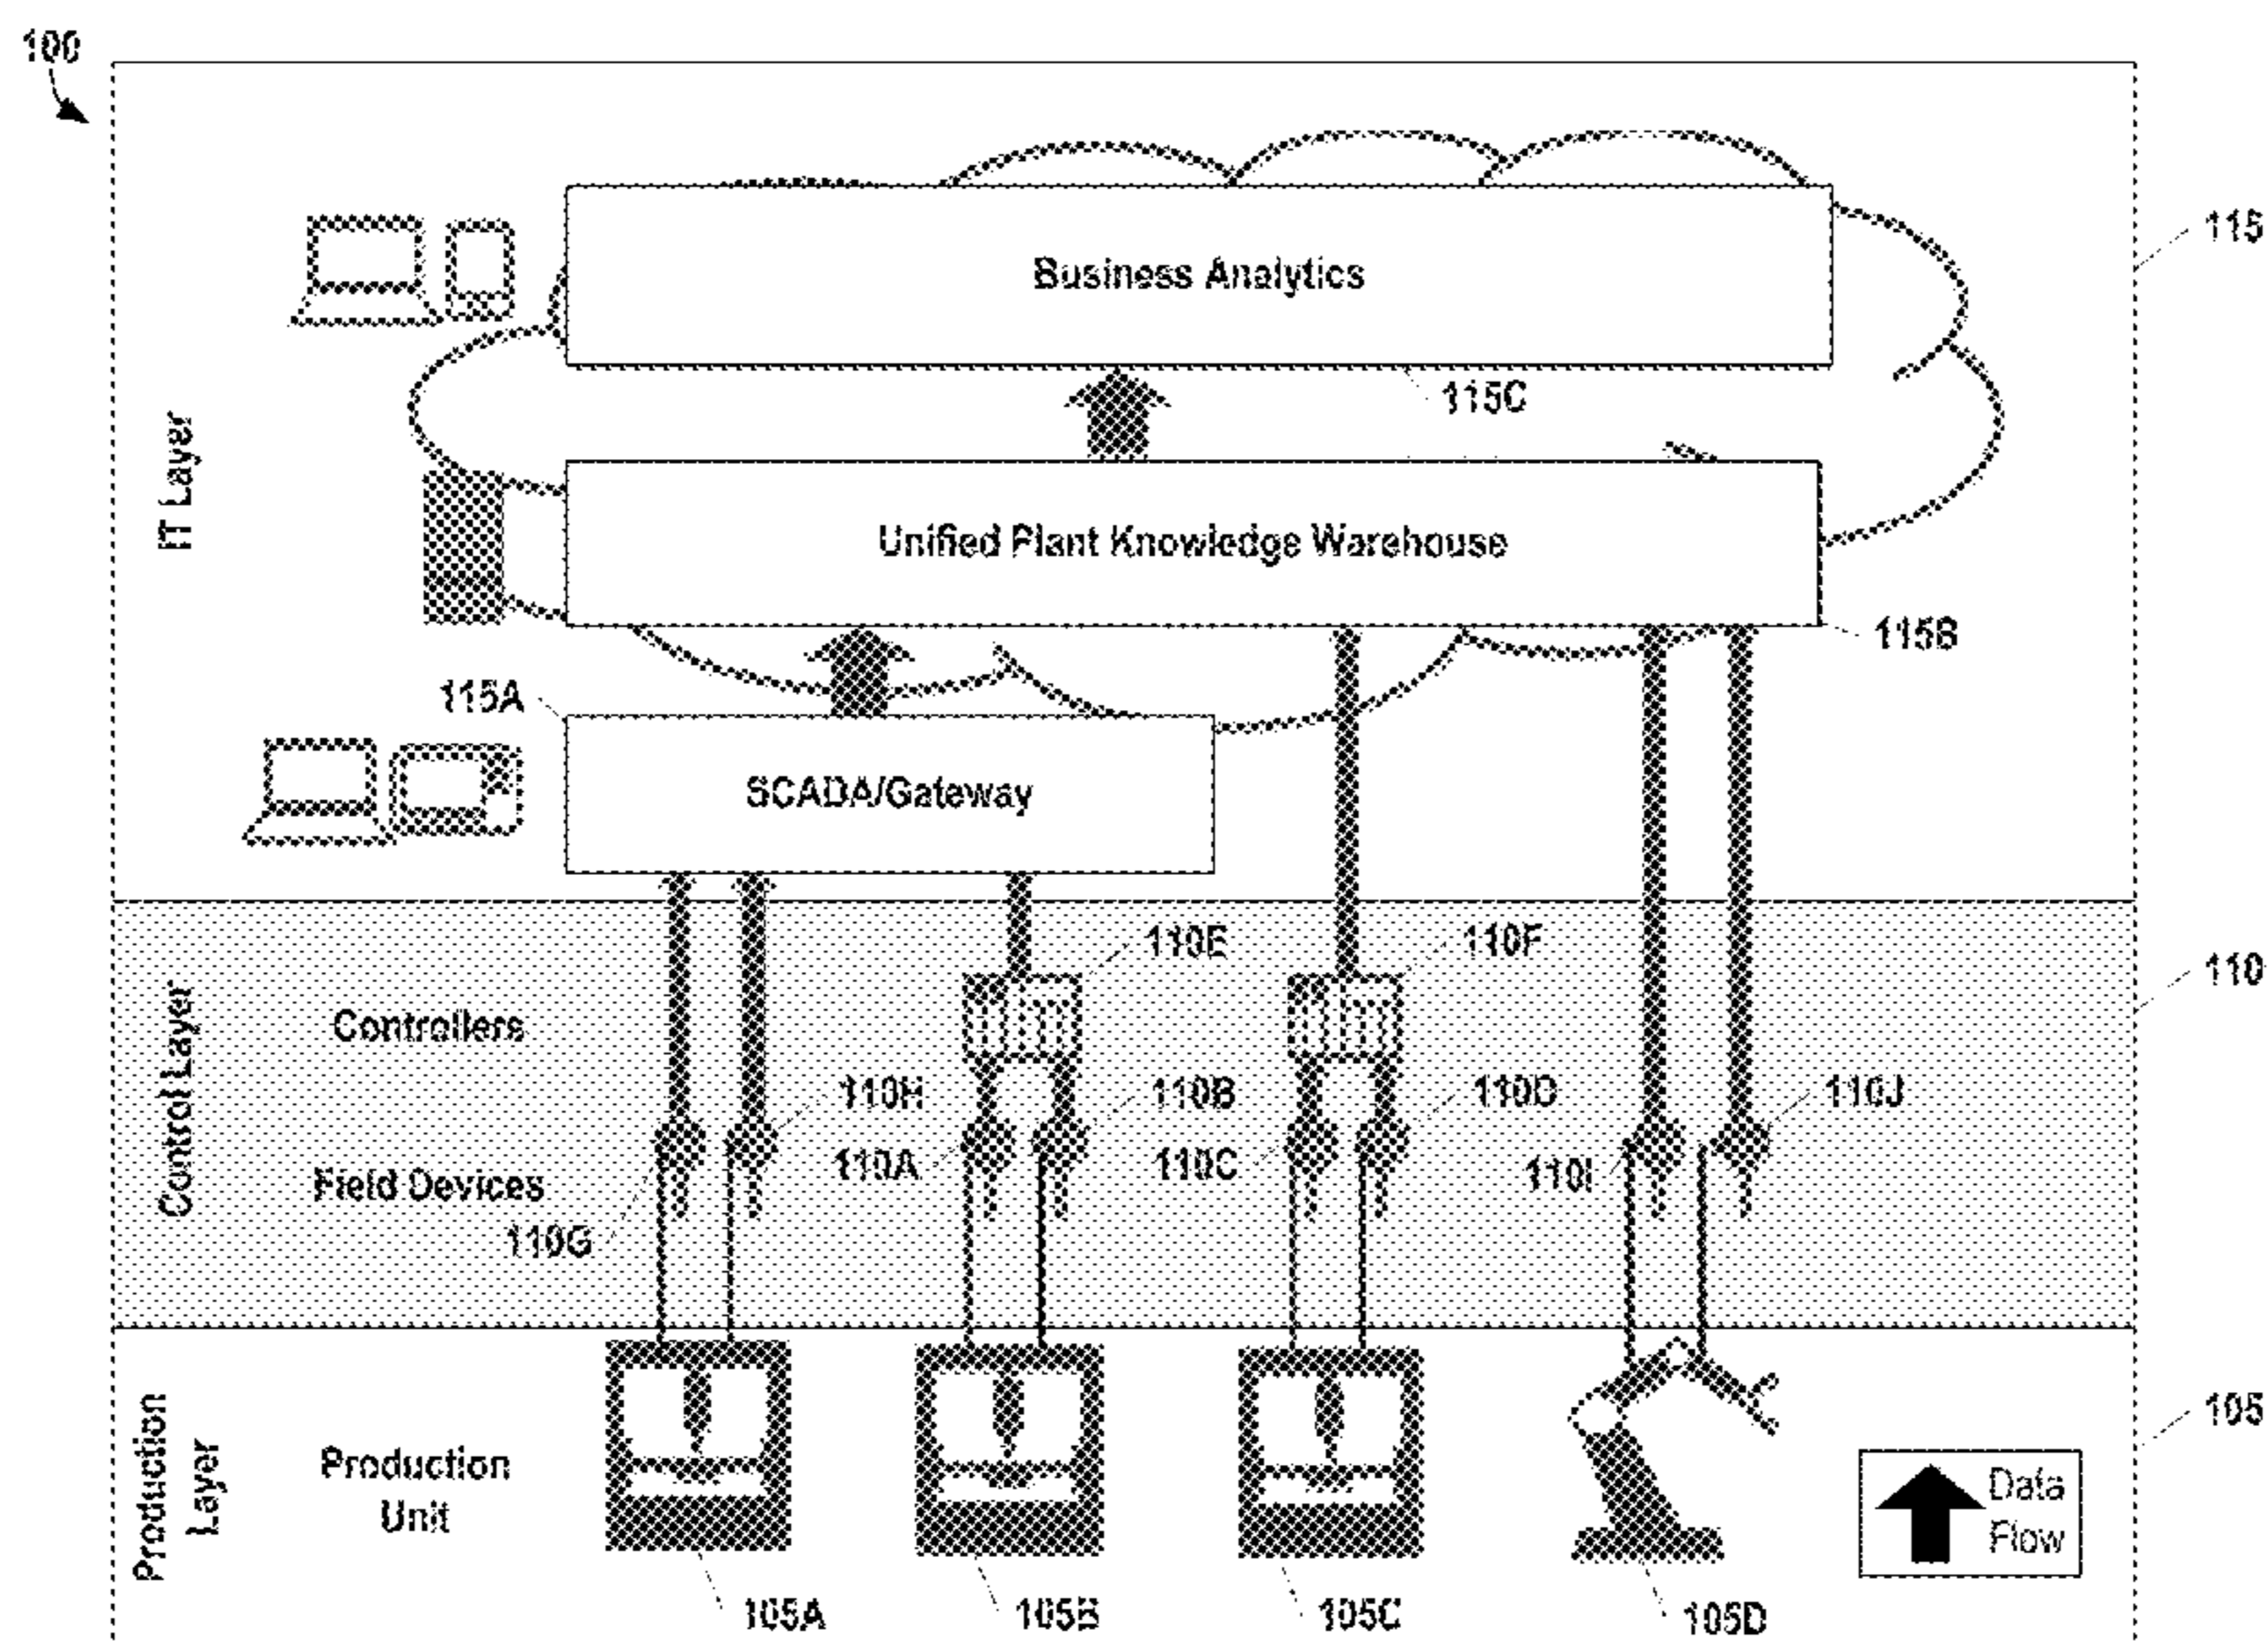 100
Business Analytics
115
115C
IT Layer
Unified Plant Knowledge Warehouse
115B
115A
SCADA/Gateway
110E
110F
110
Controllers
Control Layer
110H
110B
110D
110J
110A
110C
110I
Field Devices
110G
Production
Layer
Production
Unit
105
Data
Flow
105A
105B
105C
105D